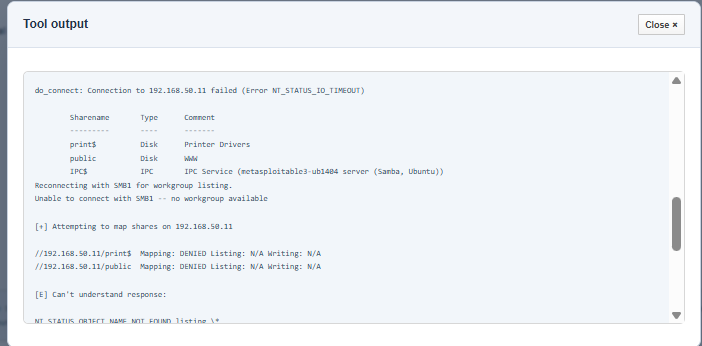 Tool output
Close ×
do_connect: Connection to 192.168.50.11 failed (Error NT_STATUS_IO_TIMEOUT)
Sharename Type Comment
--------- ---- -------
print$ Disk Printer Drivers
public Disk WWW
IPC$ IPC IPC Service (metasploitable3-ub1404 server (Samba, Ubuntu))
Reconnecting with SMB1 for workgroup listing.
Unable to connect with SMB1 -- no workgroup available
[+] Attempting to map shares on 192.168.50.11
//192.168.50.11/print$ Mapping: DENIED Listing: N/A Writing: N/A
//192.168.50.11/public Mapping: DENIED Listing: N/A Writing: N/A
[E] Can't understand response:
NT_STATUS_OBJECT_NAME_NOT_FOUND listing \*